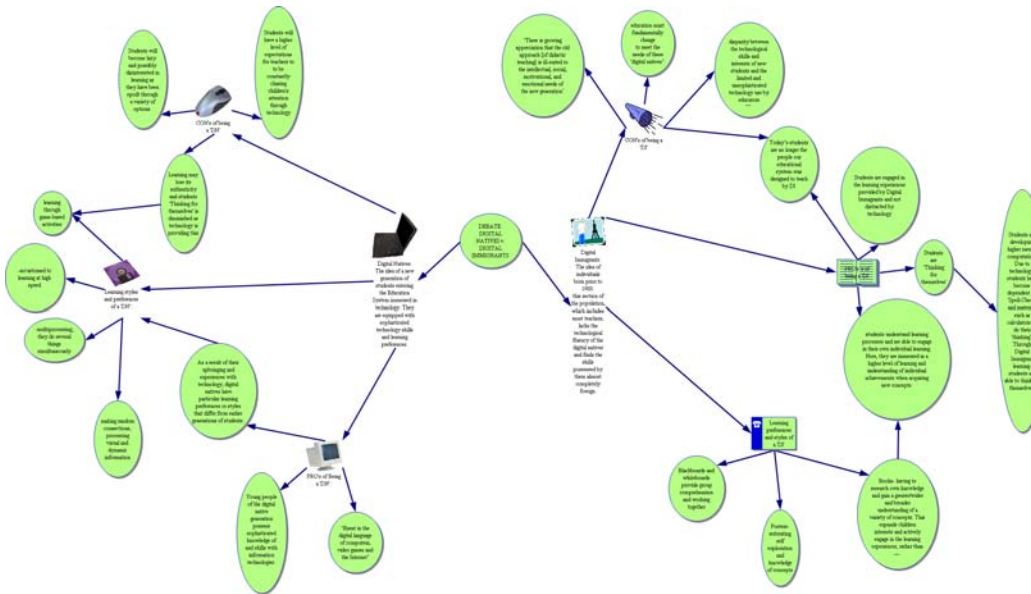 Students will
become lazy
and possibly
disinterested in
learning as
they have been
spoilt through
a variety of
options
Students will
have a higher
level of
expectations
for teachers to
to be
constantly
chasing
children's
attention
through
technology
CON's of being
a 'DN'
Learning may
lose its
authenticity
and students
'Thinking for
themselves' is
diminished as
technology is
providing this
learning
through
game-based
activities
-accustomed to
learning at high
speed
Learning styles
and preferences
of a 'DN'.
-multiprocessing,
they do several
things
simultaneously
making random
connections,
processing
visual and
dynamic
information
As a result of their
upbringing and
experiences with
technology, digital
natives have
particular learning
preferences or styles
that differ from earlier
generations of students
PRO's of Being
a 'DN'.
Young people
of the digital
native
generation
possess
sophisticated
knowledge of
and skills with
information
technologies
'fluent in the
digital language
of computers,
video games and
the Internet'
Digital Natives:
The idea of a new
generation of
students entering
the Education
System immersed in
technology. They
are equipped with
sophisticated
technology skills
and learning
preferences
DEBATE
DIGITAL
NATIVES v.
DIGITAL
IMMIGRANTS
Digital
Immigrants:
The idea of
individuals
born prior to
1980.
this section of
the population,
which includes
most teachers,
lacks the
technological
fluency of the
digital natives
and finds the
skills
possessed by
them almost
completely
foreign.
'There is growing
appreciation that the old
approach [of didactic
teaching] is ill-suited to
the intellectual, social,
motivational, and
emotional needs of
the new generation'
education must
fundamentally
change
to meet the
needs of these
'digital natives'
disparity between
the technological
skills and
interests of new
students and the
limited and
unsophisticated
technology use by
educators
CON's of being a
'DI'
Today's students
are no longer the
people our
educational
system was
designed to
teach by DI
Students are engaged in
the learning experiences
provided by Digital
Immigrants and not
distracted by
technology
being a 'DI'.
Students
are 'Thinking
for
themselves'
students understand learning
processes and are able to engage
in their own individual learning.
Here, they are immersed in a
higher level of learning and
understanding of individual
achievements when acquiring
new concepts
Learning
preferences
and styles of
a 'DI'
Blackboards and
whiteboards
provide group
comprehension
and working
together
Posters-
enticing
self
exploration
and
knowledge
of concepts
Books- having to
research own knowledge
and gain a greater/wider
and broader
understanding of a
variety of concepts. This
expands children
interests and actively
engage in the learning
experiences, rather than